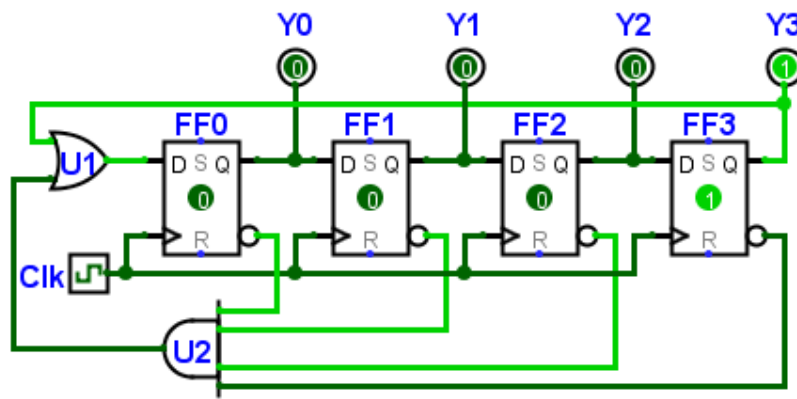 Y0 Y1 Y2 Y3
0 0 0 1
FF0 FF1 FF2 FF3
U1 D S Q D S Q D S Q D S Q
0 0 0 1
R R R R
Clk
U2